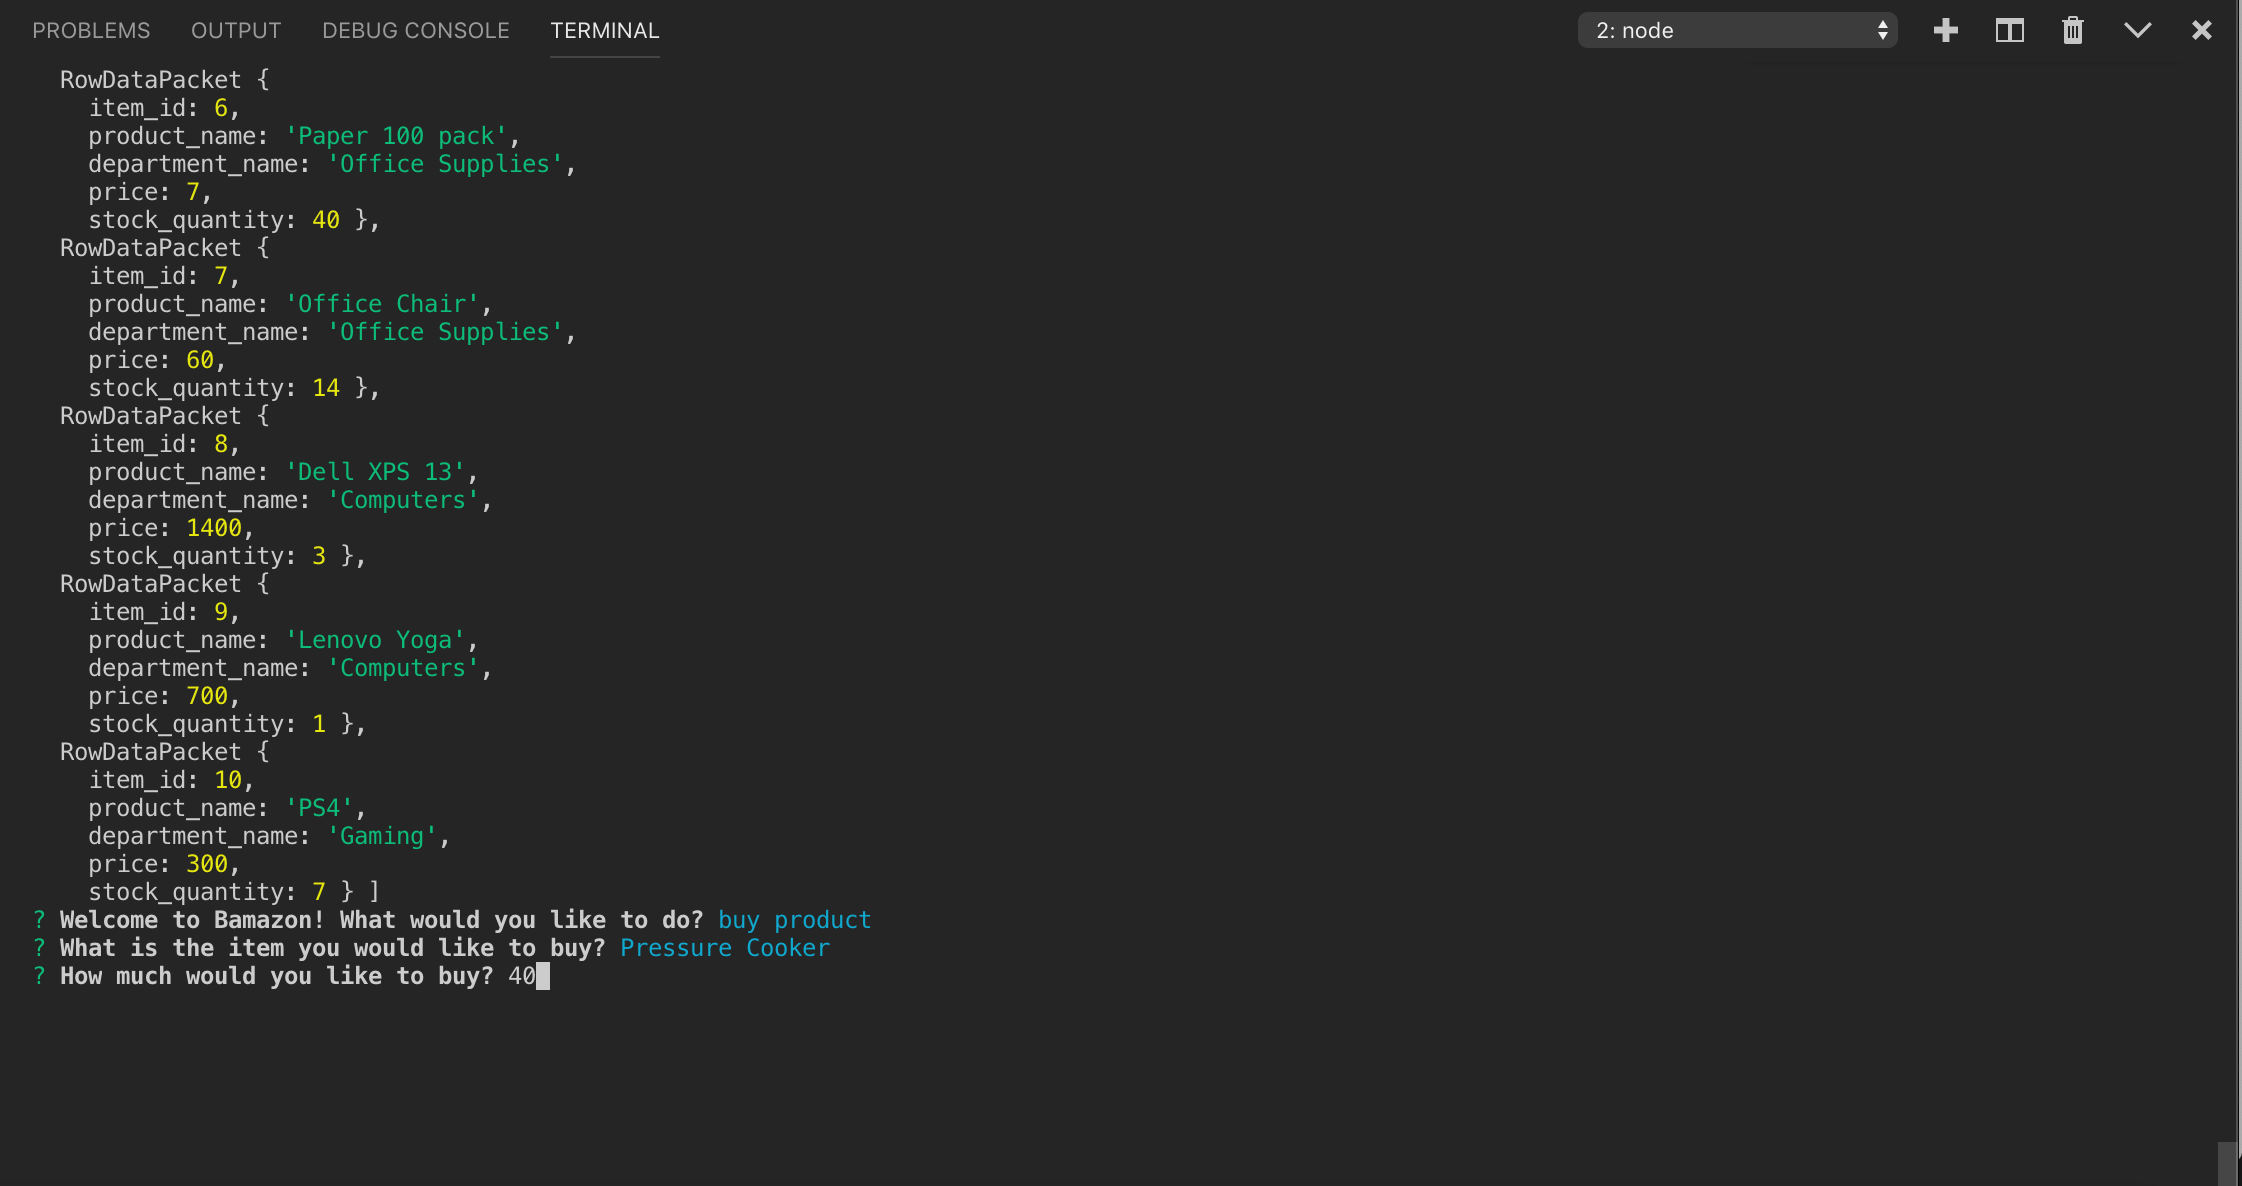 PROBLEMS OUTPUT DEBUG CONSOLE TERMINAL 2: node
RowDataPacket {
item_id: 6,
product_name: 'Paper 100 pack',
department_name: 'Office Supplies',
price: 7,
stock_quantity: 40 },
RowDataPacket {
item_id: 7,
product_name: 'Office Chair',
department_name: 'Office Supplies',
price: 60,
stock_quantity: 14 },
RowDataPacket {
item_id: 8,
product_name: 'Dell XPS 13',
department_name: 'Computers',
price: 1400,
stock_quantity: 3 },
RowDataPacket {
item_id: 9,
product_name: 'Lenovo Yoga',
department_name: 'Computers',
price: 700,
stock_quantity: 1 },
RowDataPacket {
item_id: 10,
product_name: 'PS4',
department_name: 'Gaming',
price: 300,
stock_quantity: 7 } ]
? Welcome to Bamazon! What would you like to do? buy product
? What is the item you would like to buy? Pressure Cooker
? How much would you like to buy? 40